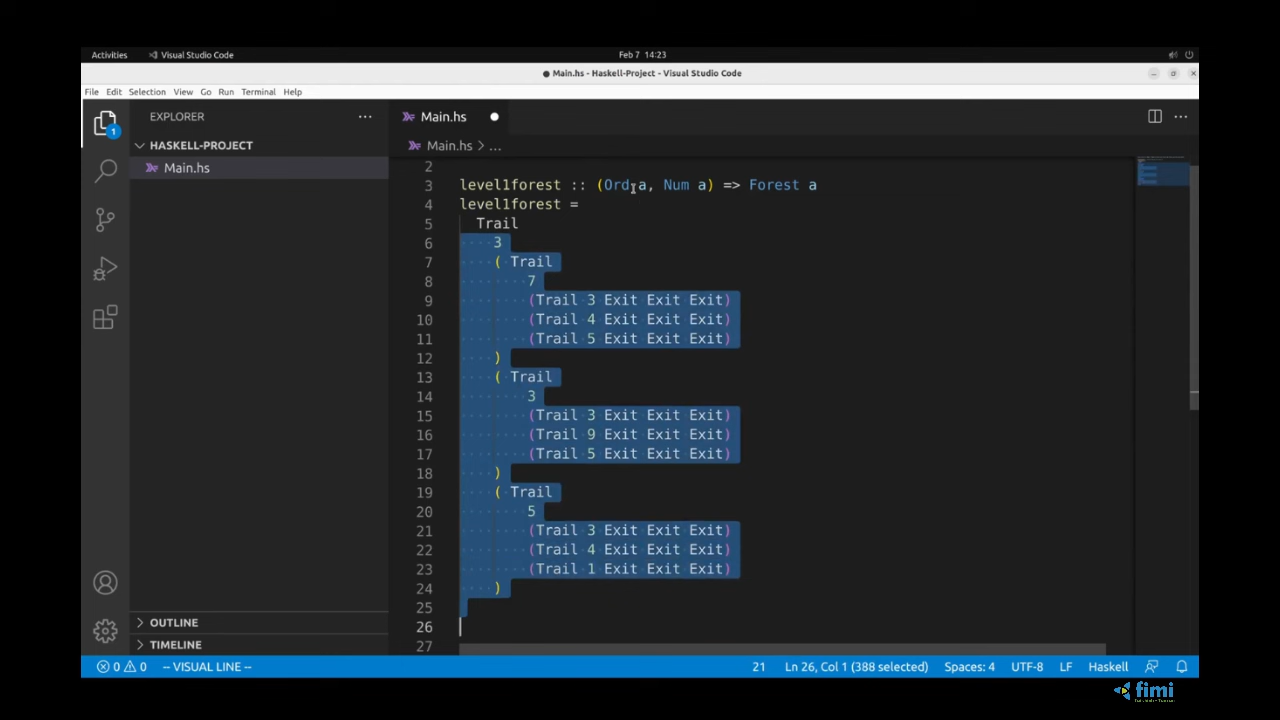 Activities Visual Studio Code Feb 7 14:23
Main.hs - Haskell-Project - Visual Studio Code
File Edit Selection View Go Run Terminal Help
1
EXPLORER
HASKELL-PROJECT
Main.hs
OUTLINE
TIMELINE
Main.hs
Main.hs > ...
2
3 level1forest :: (Ord a, Num a) => Forest a
4 level1forest =
5 Trail
6 3
7 ( Trail
8 7
9 (Trail 3 Exit Exit Exit)
10 (Trail 4 Exit Exit Exit)
11 (Trail 5 Exit Exit Exit)
12 )
13 ( Trail
14 3
15 (Trail 3 Exit Exit Exit)
16 (Trail 9 Exit Exit Exit)
17 (Trail 5 Exit Exit Exit)
18 )
19 ( Trail
20 5
21 (Trail 3 Exit Exit Exit)
22 (Trail 4 Exit Exit Exit)
23 (Trail 1 Exit Exit Exit)
24 )
25
26
27
0 0 -- VISUAL LINE -- 21 Ln 26, Col 1 (388 selected) Spaces: 4 UTF-8 LF Haskell
fimi